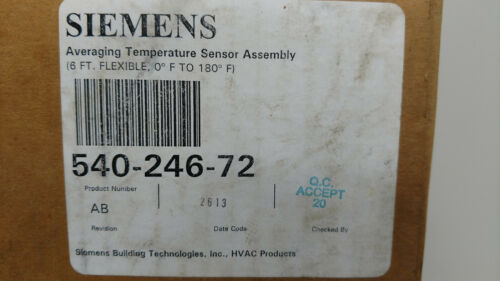 SIEMENS
Averaging Temperature Sensor Assembly
(6 FT. FLEXIBLE, 0° F TO 180° F)
540-246-72
Product Number
Q.C.
ACCEPT
20
AB
2613
Revision
Date Code
Checked By
Siemens Building Technologies, Inc., HVAC Products